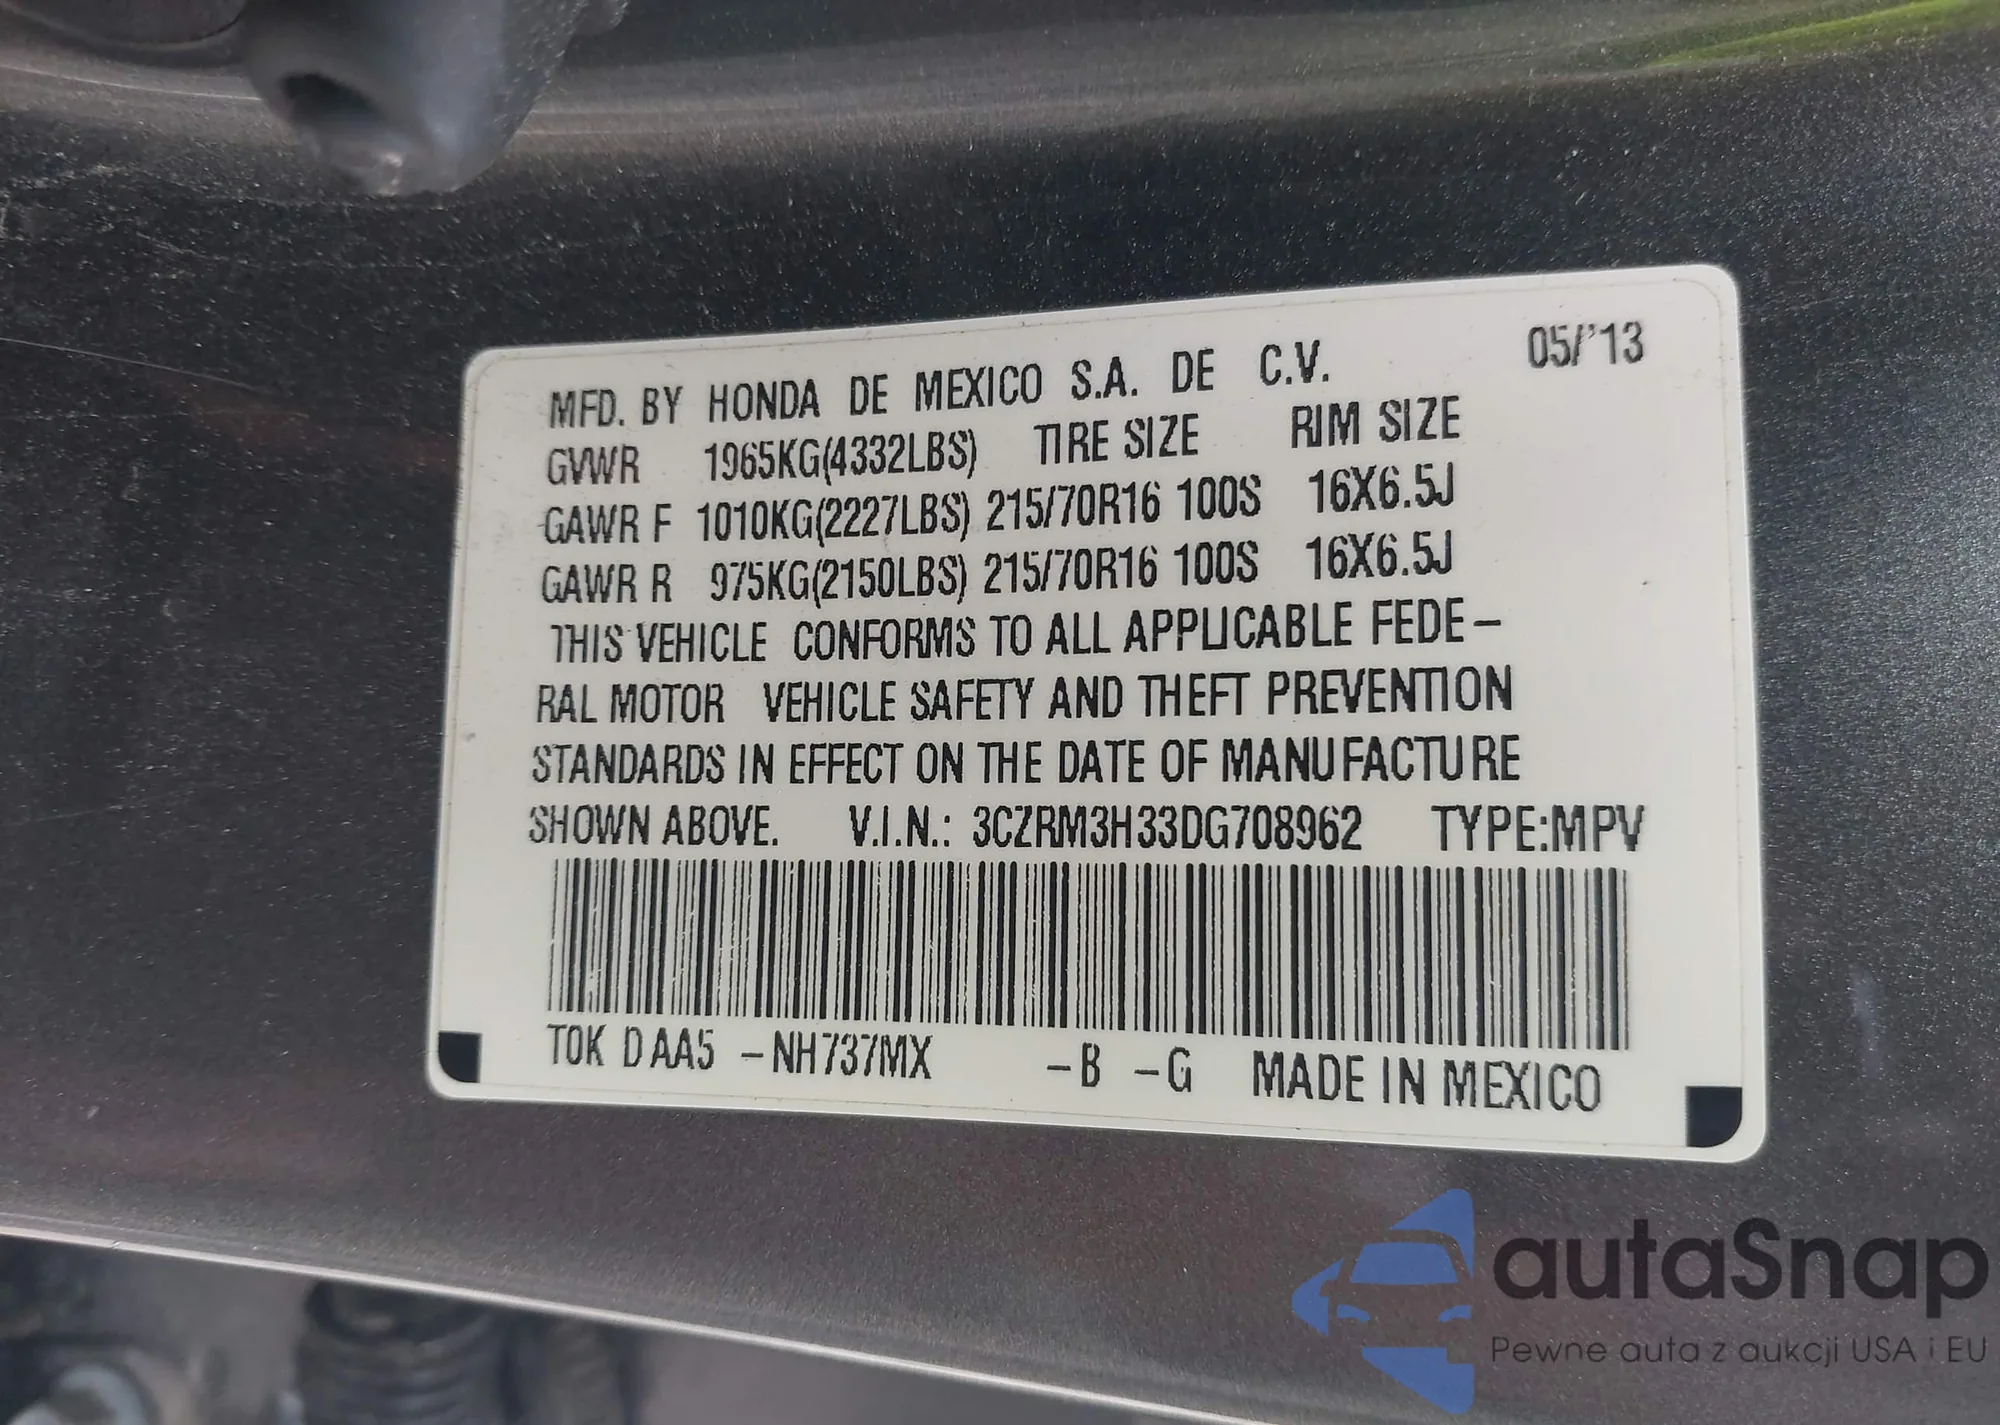 MFD. BY HONDA DE MEXICO S.A. DE C.V. 05/'13
GVWR 1965KG(4332LBS) TIRE SIZE RIM SIZE
GAWR F 1010KG(2227LBS) 215/70R16 100S 16X6.5J
GAWR R 975KG(2150LBS) 215/70R16 100S 16X6.5J
THIS VEHICLE CONFORMS TO ALL APPLICABLE FEDE-
RAL MOTOR VEHICLE SAFETY AND THEFT PREVENTION
STANDARDS IN EFFECT ON THE DATE OF MANUFACTURE
SHOWN ABOVE. V.I.N.: 3CZRM3H33DG708962 TYPE:MPV
T0K D AA5 -NH737MX -B -G MADE IN MEXICO
autaSnap
Pewne auta z aukcji USA i EU